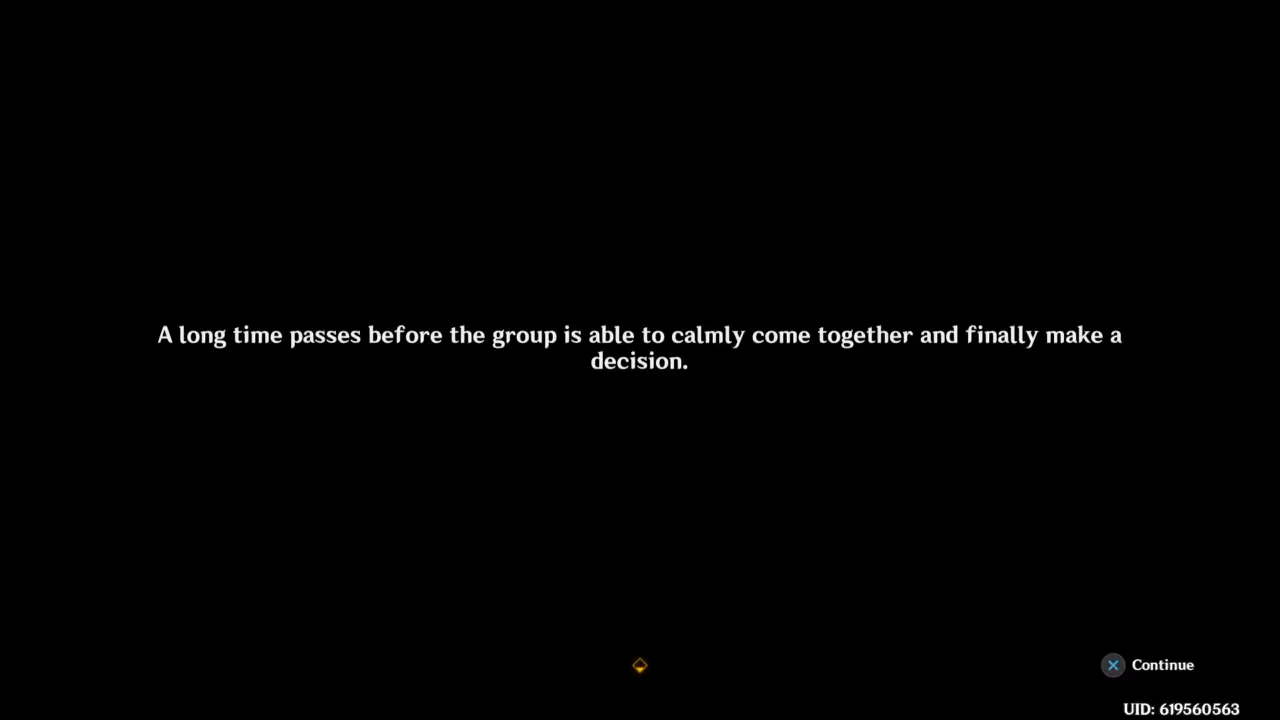 A long time passes before the group is able to calmly come together and finally make a
decision.
Continue
UID: 619560563